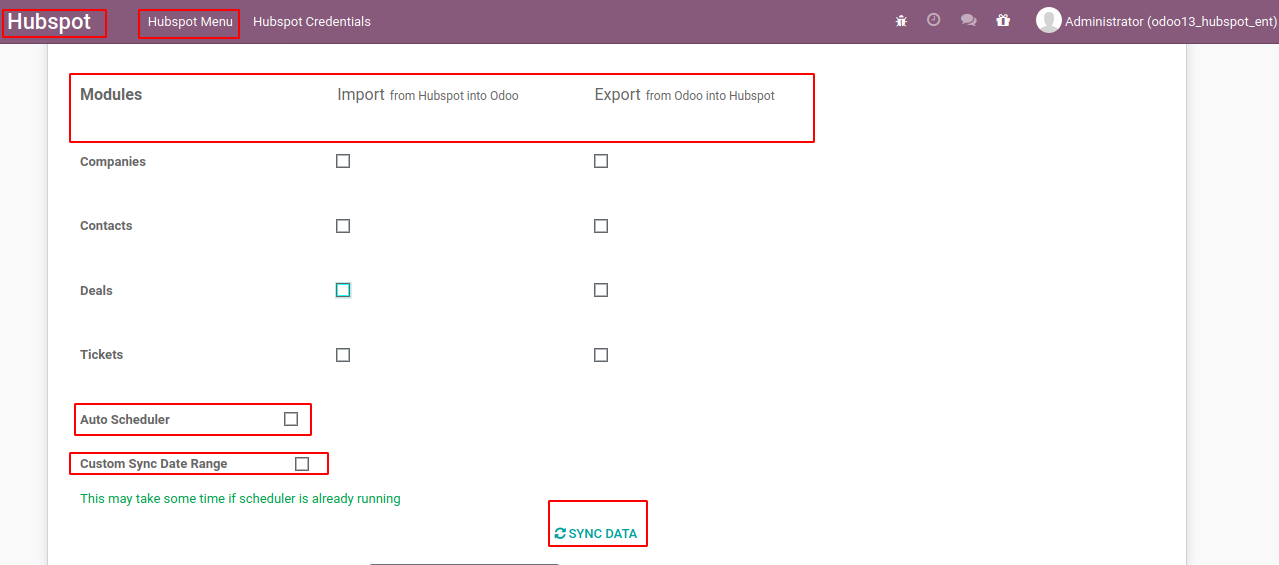 Hubspot Hubspot Menu Hubspot Credentials Administrator (odoo13_hubspot_ent)
Modules Import from Hubspot into Odoo Export from Odoo into Hubspot
Companies
Contacts
Deals
Tickets
Auto Scheduler
Custom Sync Date Range
This may take some time if scheduler is already running
SYNC DATA